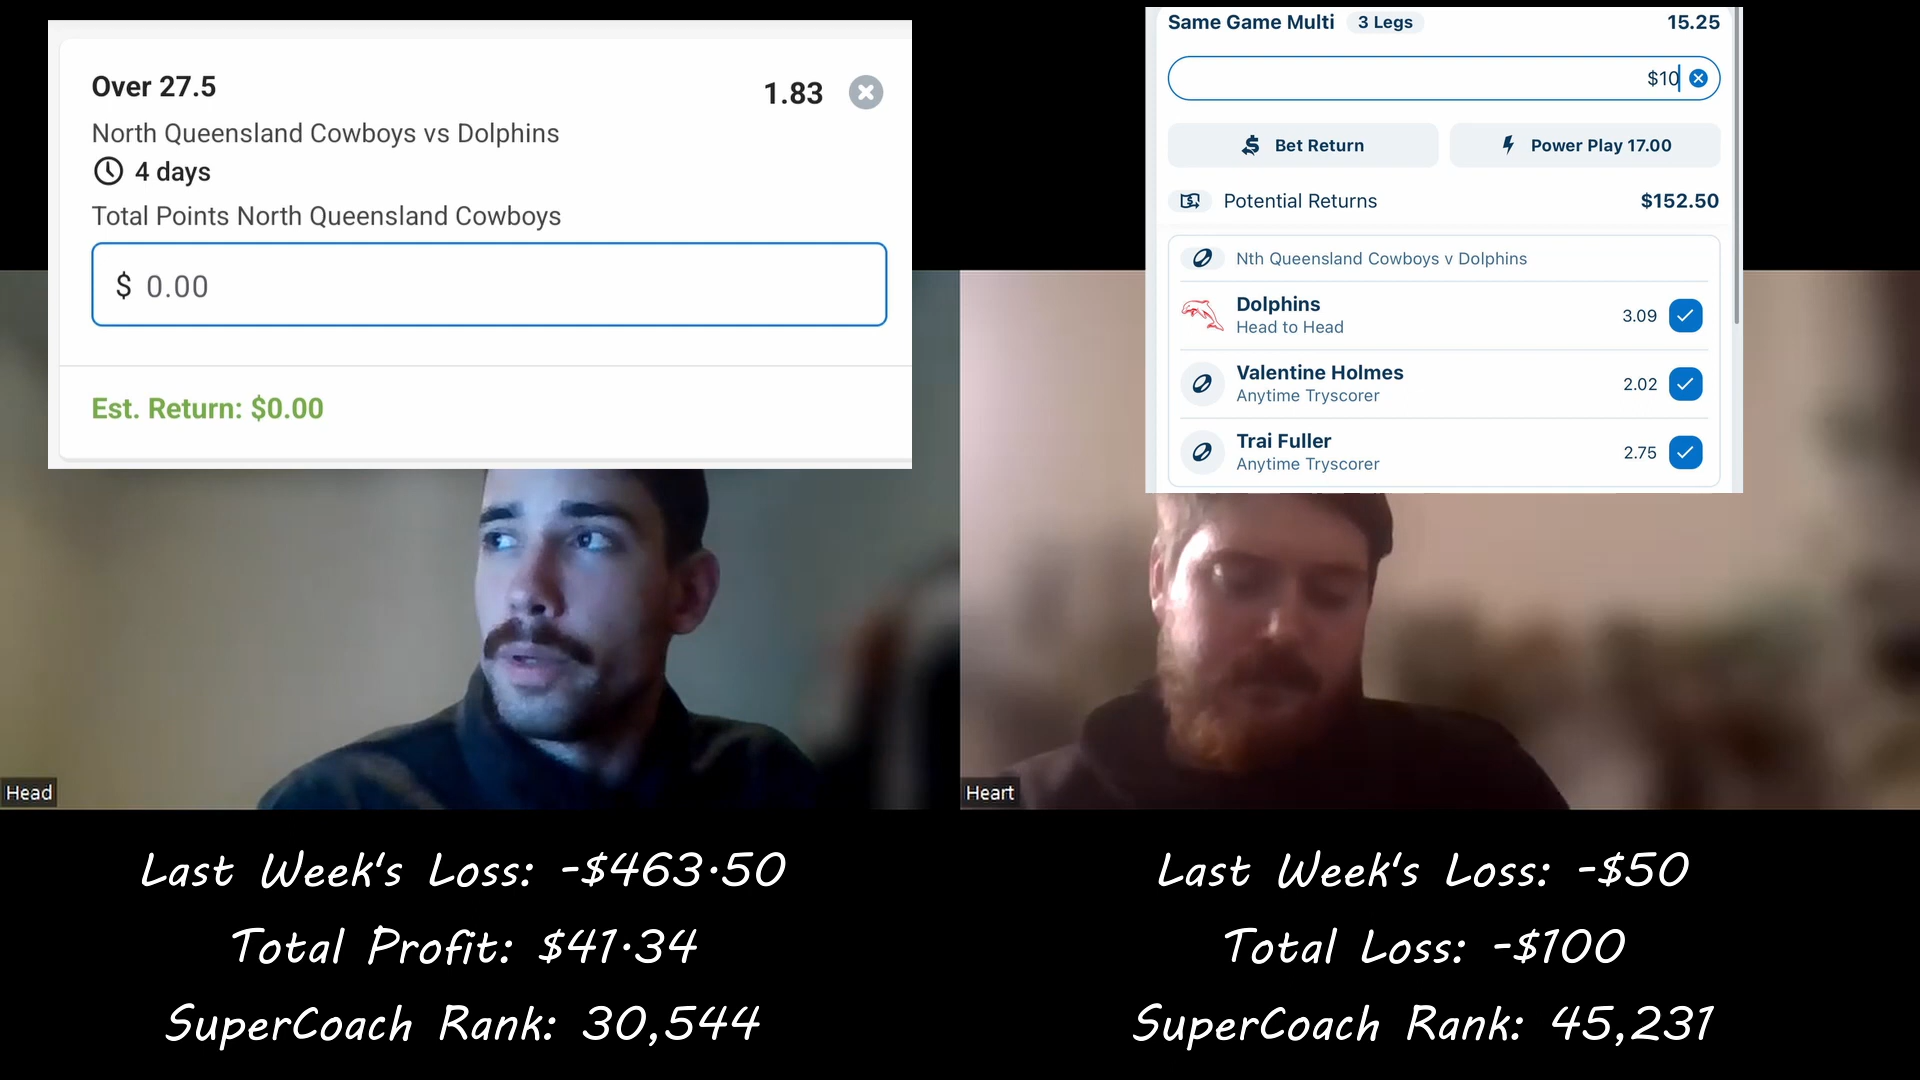 Over 27.5
1.83
North Queensland Cowboys vs Dolphins
4 days
Total Points North Queensland Cowboys
$ 0.00
Est. Return: $0.00
Same Game Multi 3 Legs 15.25
$10
Bet Return
Power Play 17.00
Potential Returns $152.50
Nth Queensland Cowboys v Dolphins
Dolphins
Head to Head
3.09
Valentine Holmes
Anytime Tryscorer
2.02
Trai Fuller
Anytime Tryscorer
2.75
Head
Heart
Last Week's Loss: -$463.50
Total Profit: $41.34
SuperCoach Rank: 30,544
Last Week's Loss: -$50
Total Loss: -$100
SuperCoach Rank: 45,231